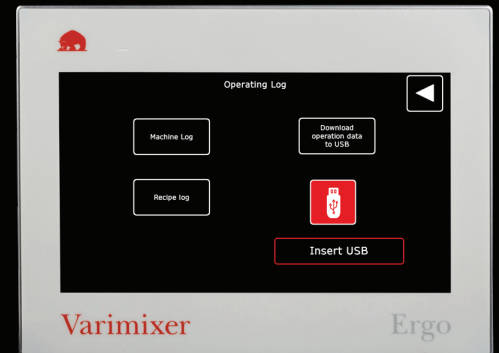 Operating Log
Machine Log
Download
operation data
to USB
Recipe log
Insert USB
Varimixer
Ergo